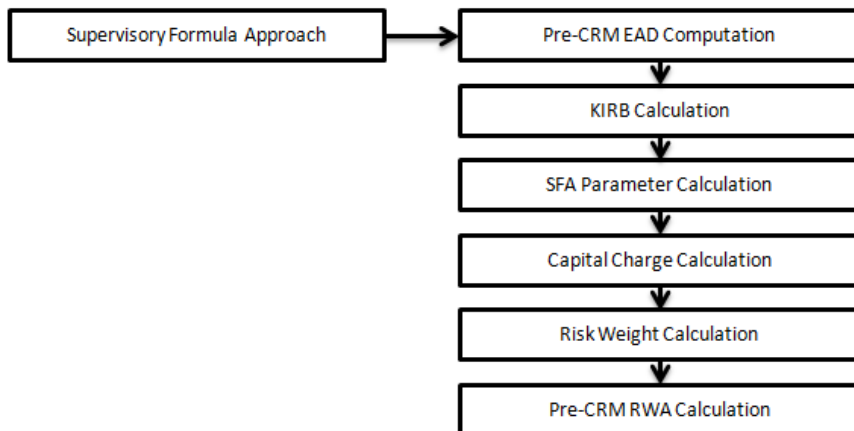 Supervisory Formula Approach
Pre-CRM EAD Computation
KIRB Calculation
SFA Parameter Calculation
Capital Charge Calculation
Risk Weight Calculation
Pre-CRM RWA Calculation